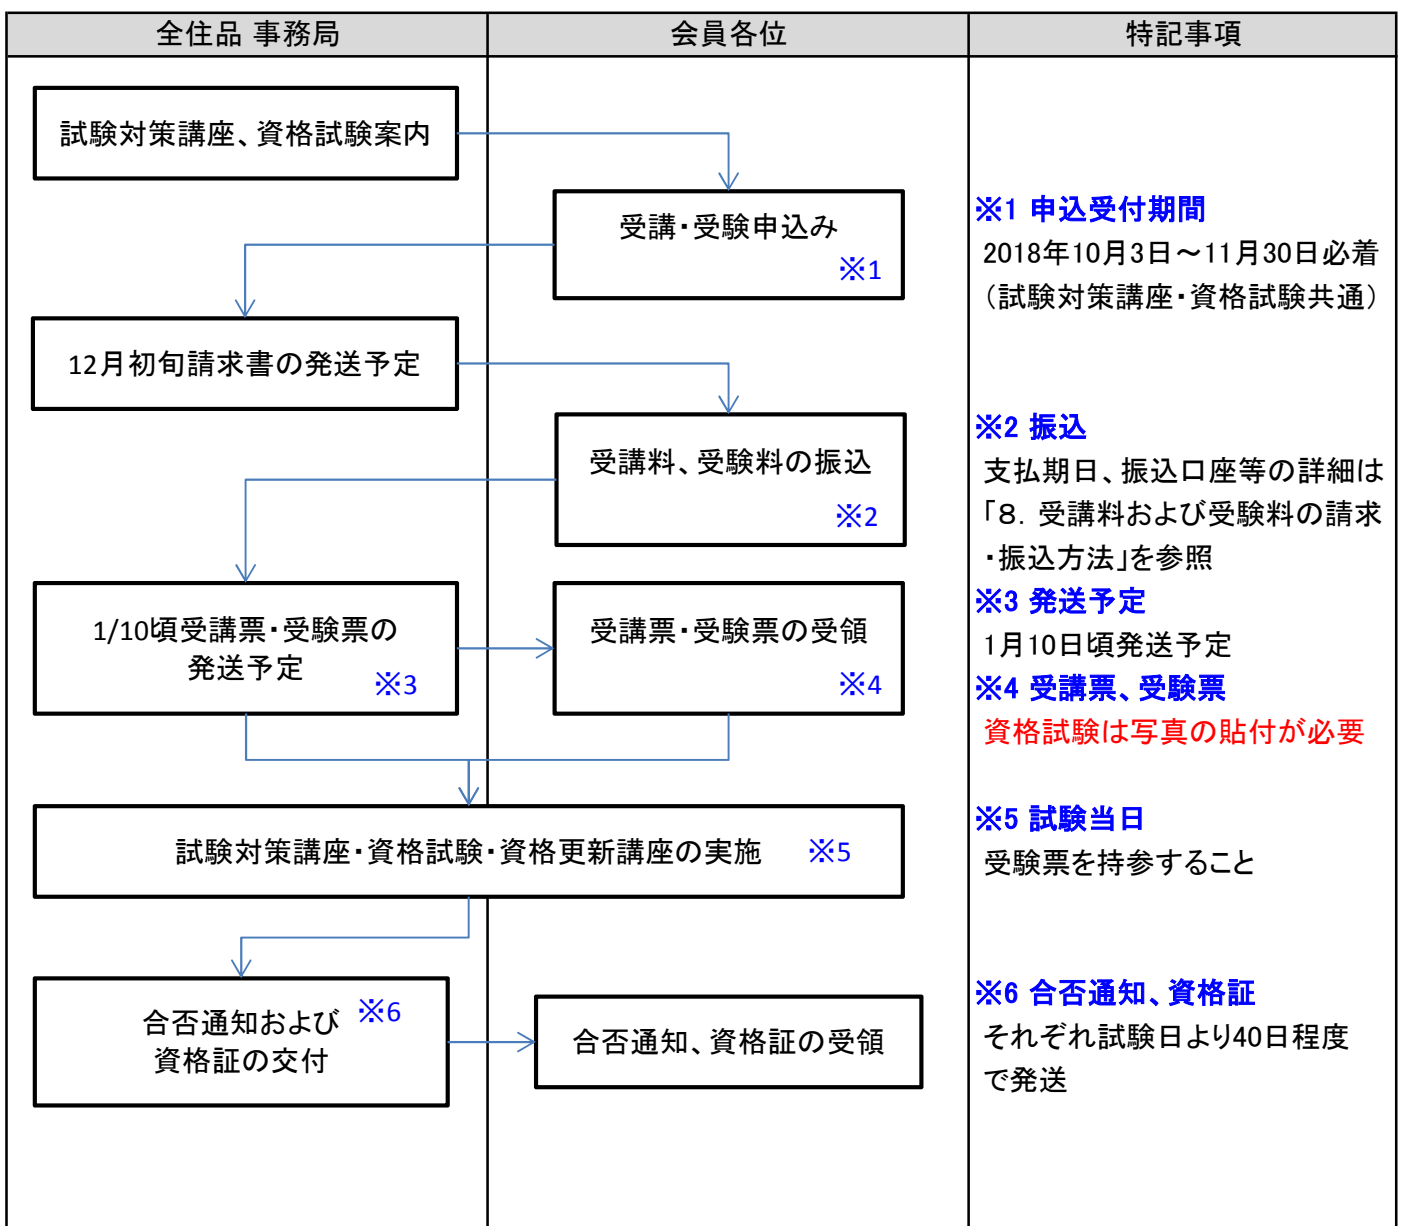 全住品 事務局
会員各位
特記事項
試験対策講座、資格試験案内
受講・受験申込み
※1
※1 申込受付期間
2018年10月3日～11月30日必着
（試験対策講座・資格試験共通）
12月初旬請求書の発送予定
受講料、受験料の振込
※2
※2 振込
支払期日、振込口座等の詳細は
「８．受講料および受験料の請求
・振込方法」を参照
1/10頃受講票・受験票の
発送予定
※3
受講票・受験票の受領
※4
※3 発送予定
1月10日頃発送予定
※4 受講票、受験票
資格試験は写真の貼付が必要
試験対策講座・資格試験・資格更新講座の実施 ※5
※5 試験当日
受験票を持参すること
合否通知および
資格証の交付
※6
合否通知、資格証の受領
※6 合否通知、資格証
それぞれ試験日より40日程度
で発送